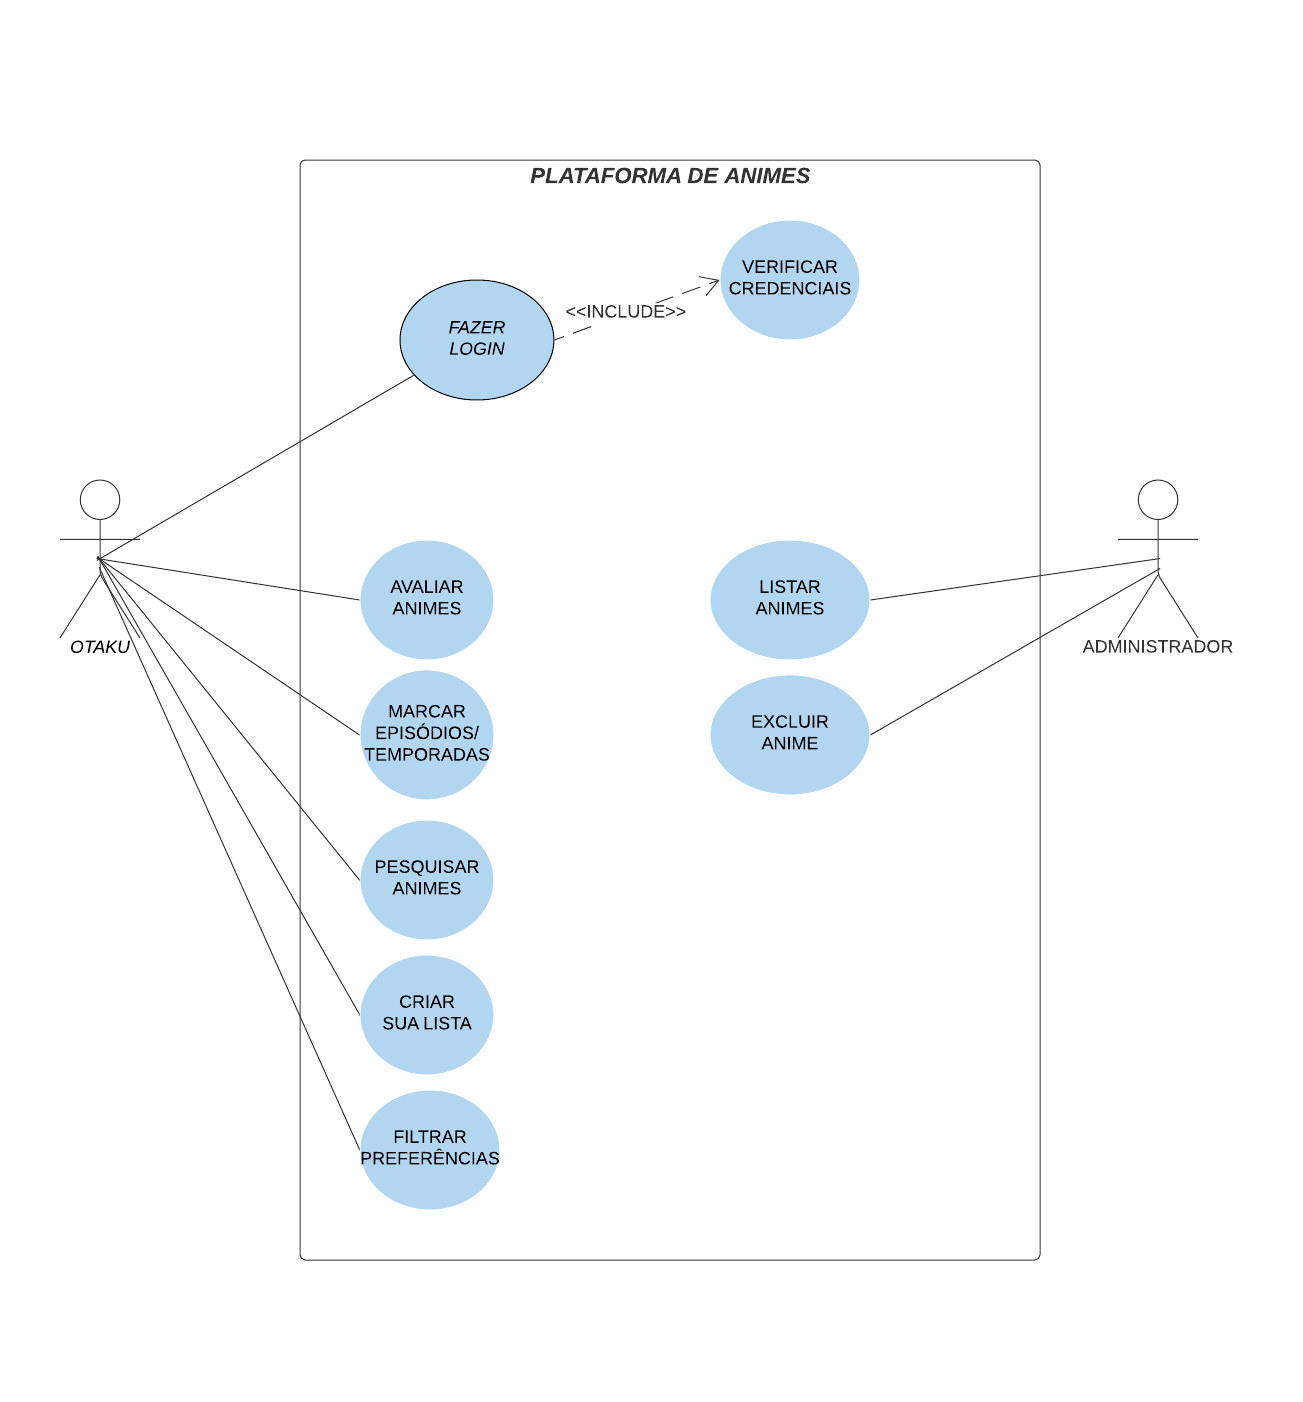 PLATAFORMA DE ANIMES
VERIFICAR
CREDENCIAIS
<<INCLUDE>>
FAZER
LOGIN
AVALIAR
ANIMES
LISTAR
ANIMES
OTAKU
ADMINISTRADOR
MARCAR
EPISÓDIOS/
TEMPORADAS
EXCLUIR
ANIME
PESQUISAR
ANIMES
CRIAR
SUA LISTA
FILTRAR
PREFERÊNCIAS